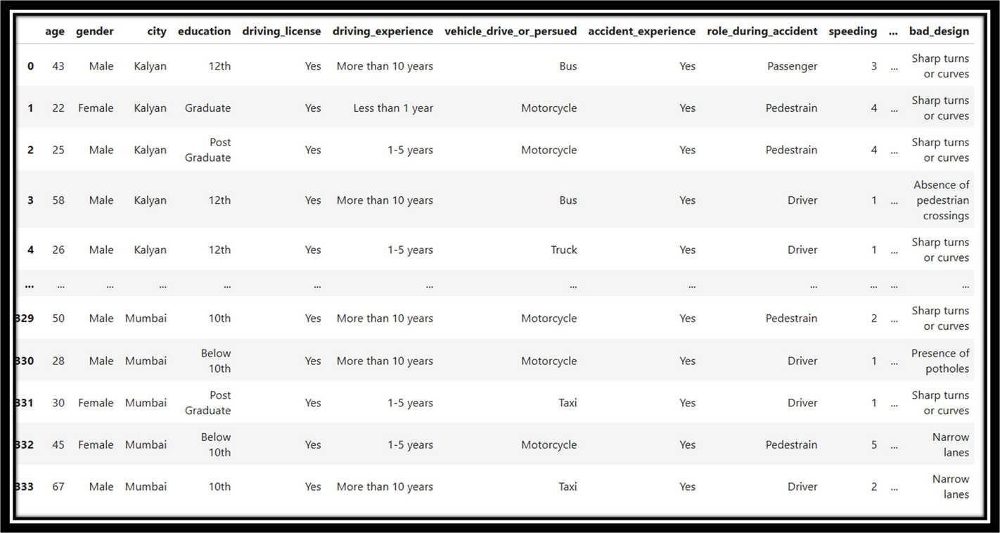 age gender city education driving_license driving_experience vehicle_drive_or_persued accident_experience role_during_accident speeding ... bad_design
0 43 Male Kalyan 12th Yes More than 10 years Bus Yes Passenger 3 ... Sharp turns or curves
1 22 Female Kalyan Graduate Yes Less than 1 year Motorcycle Yes Pedestrain 4 ... Sharp turns or curves
2 25 Male Kalyan Post Graduate Yes 1-5 years Motorcycle Yes Pedestrain 4 ... Sharp turns or curves
3 58 Male Kalyan 12th Yes More than 10 years Bus Yes Driver 1 ... Absence of pedestrian crossings
4 26 Male Kalyan 12th Yes 1-5 years Truck Yes Driver 1 ... Sharp turns or curves
... ... ... ... ... ... ... ... ... ... ... ... ...
329 50 Male Mumbai 10th Yes More than 10 years Motorcycle Yes Pedestrain 2 ... Sharp turns or curves
330 28 Male Mumbai Below 10th Yes More than 10 years Motorcycle Yes Driver 1 ... Presence of potholes
331 30 Female Mumbai Post Graduate Yes 1-5 years Taxi Yes Driver 1 ... Sharp turns or curves
332 45 Female Mumbai Below 10th Yes 1-5 years Motorcycle Yes Pedestrain 5 ... Narrow lanes
333 67 Male Mumbai 10th Yes More than 10 years Taxi Yes Driver 2 ... Narrow lanes